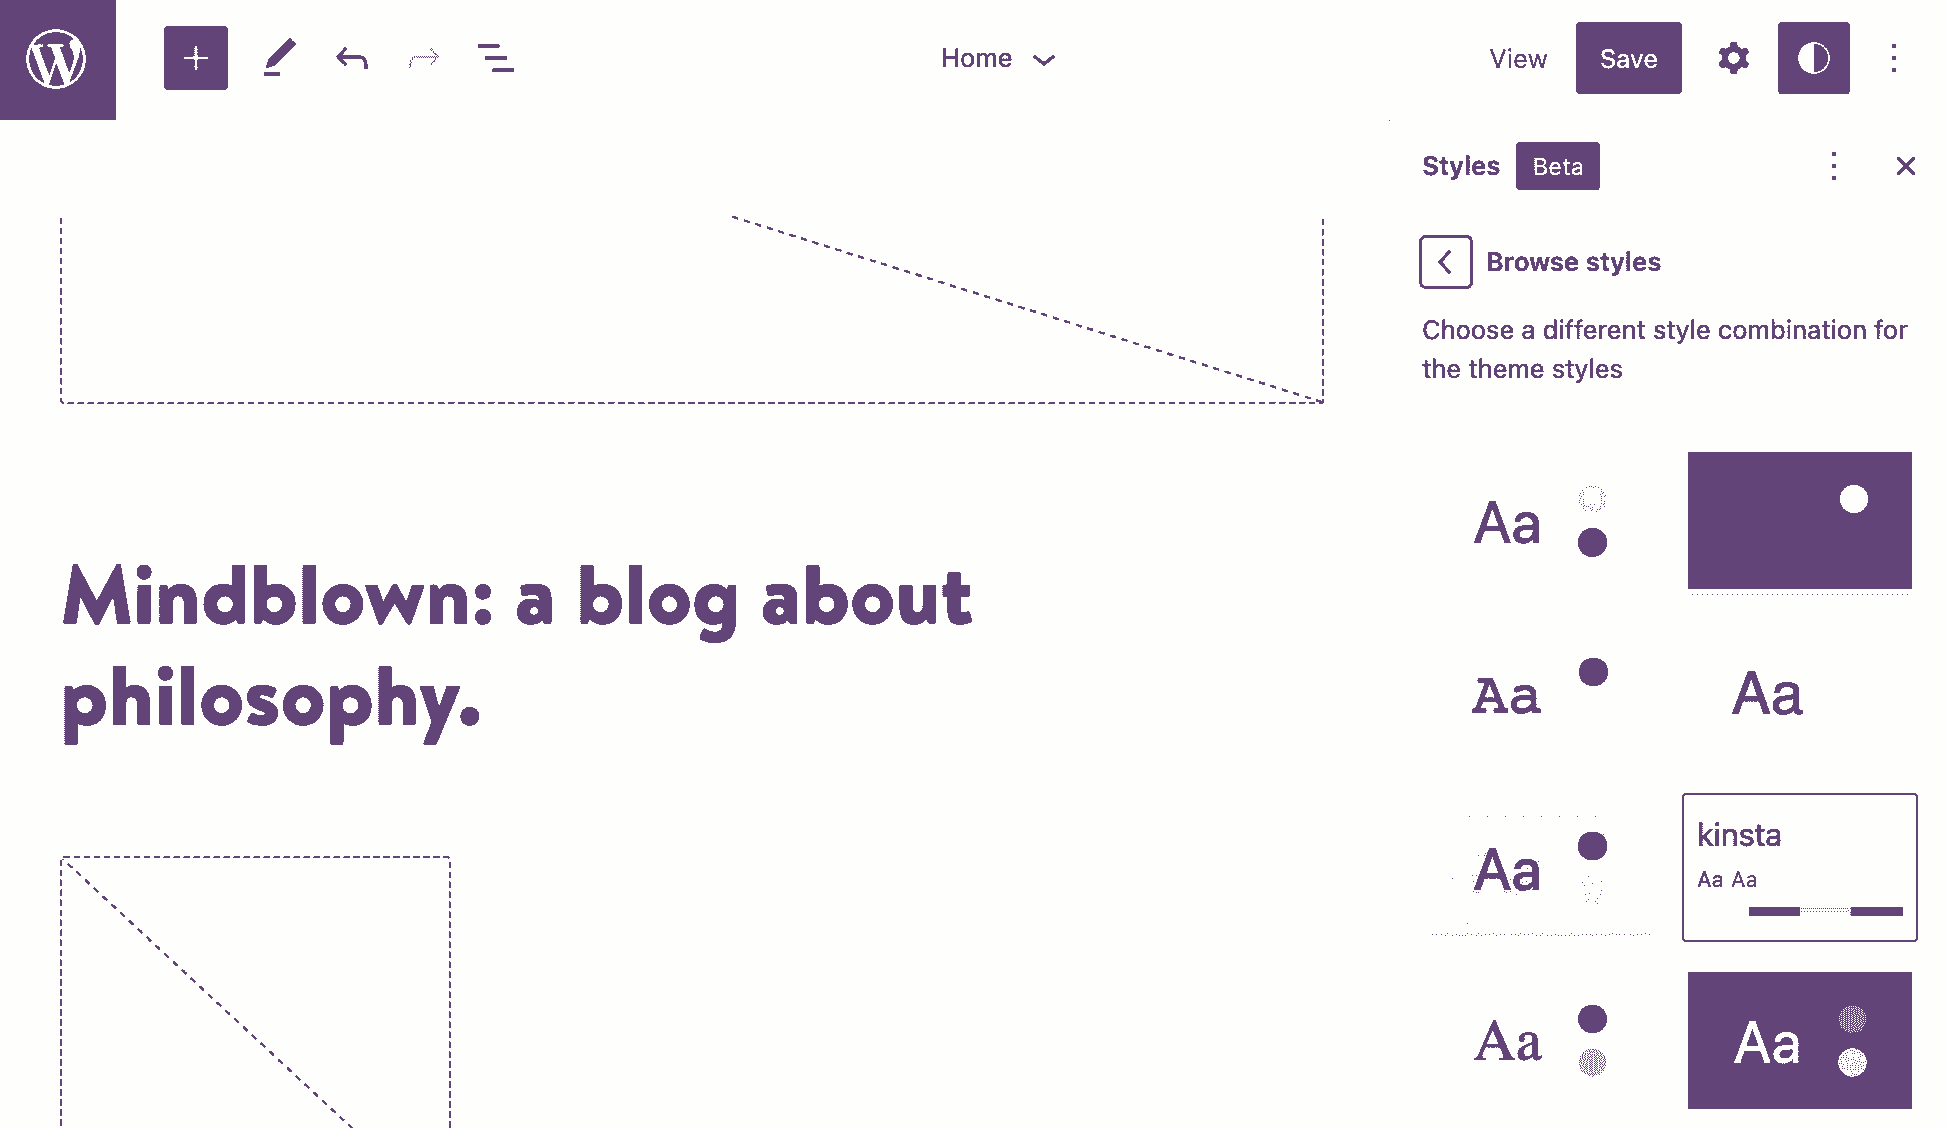 Home
View
Save
Styles
Beta
Browse styles
Choose a different style combination for
the theme styles
Mindblown: a blog about
philosophy.
Aa
Aa
Aa
Aa
kinsta
Aa Aa
Aa
Aa